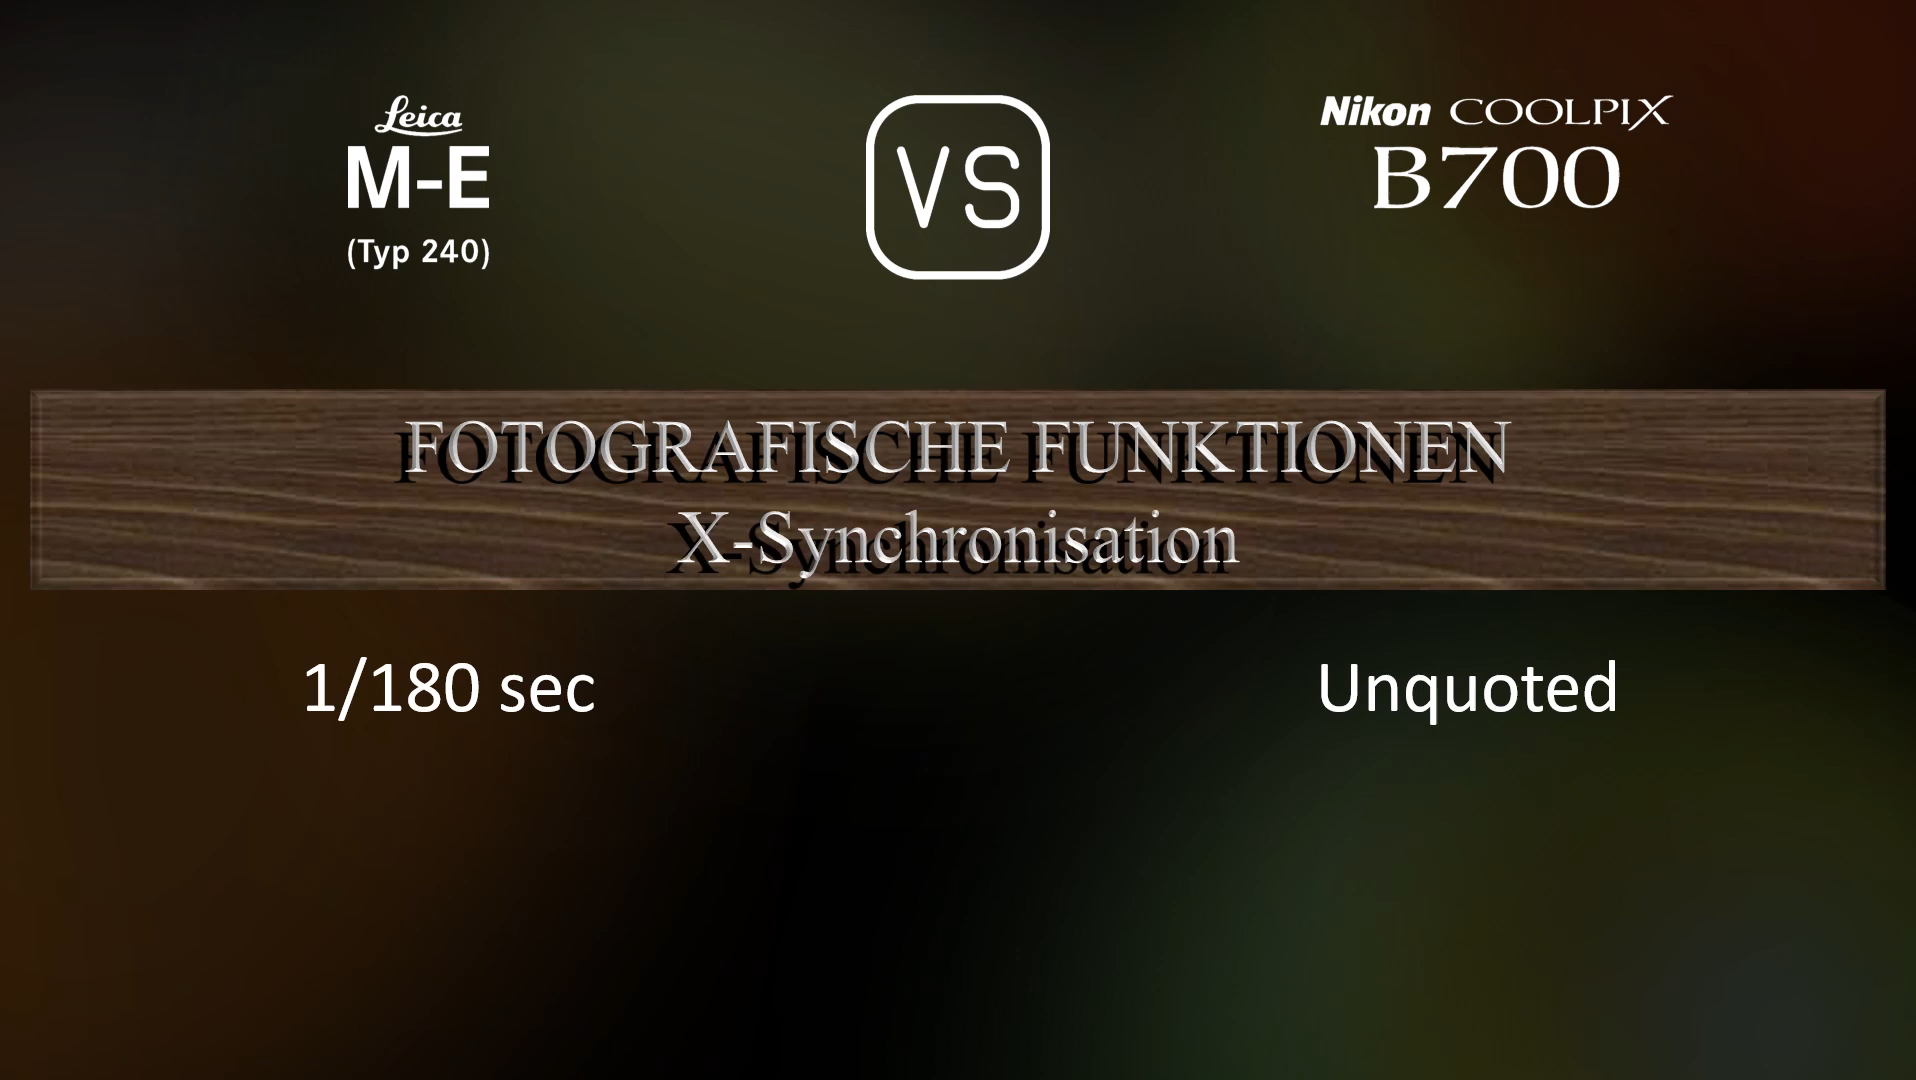 Leica
M-E
(Typ 240)
VS
Nikon COOLPIX
B700
FOTOGRAFISCHE FUNKTIONEN
X-Synchronisation
1/180 sec
Unquoted